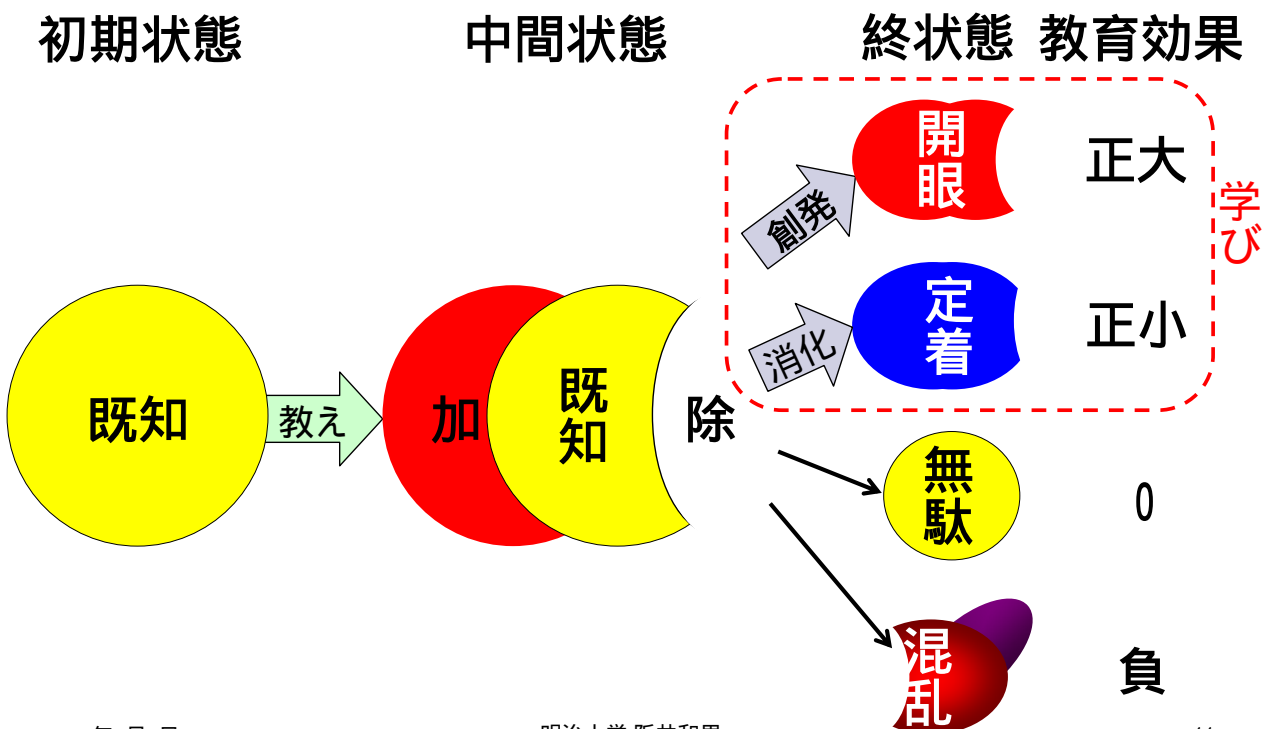 初期状態
中間状態
終状態
教育効果
既知
教え
加
既知
除
創発
開眼
正大
学び
消化
定着
正小
無駄
0
混乱
負